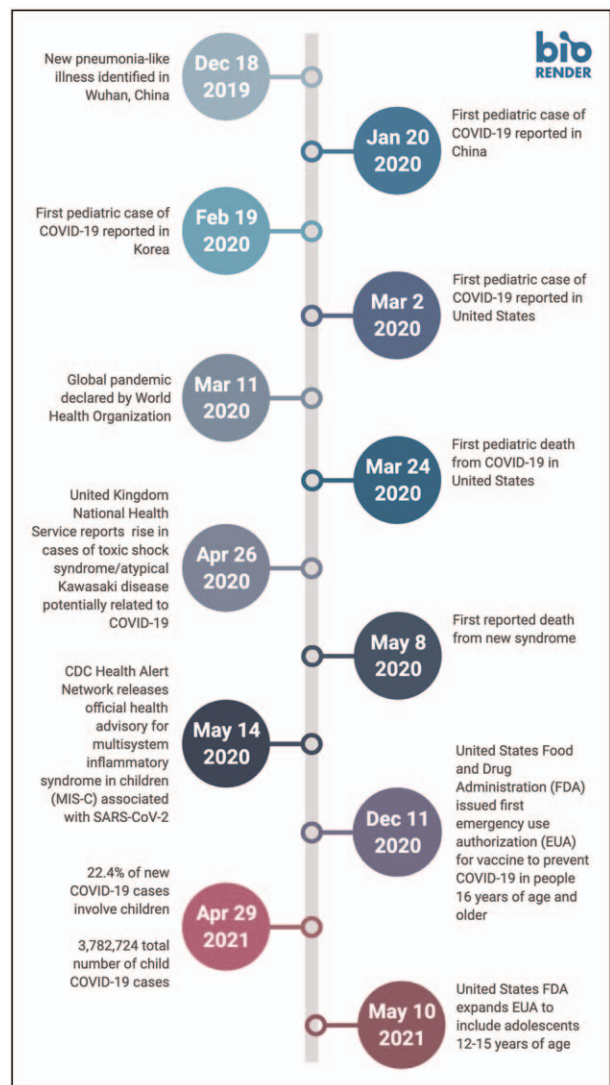 bio
RENDER
New pneumonia-like
illness identified in
Wuhan, China
Dec 18
2019
Jan 20
2020
First pediatric case of
COVID-19 reported in
China
First pediatric case of
COVID-19 reported in
Korea
Feb 19
2020
Mar 2
2020
First pediatric case of
COVID-19 reported in
United States
Global pandemic
declared by World
Health Organization
Mar 11
2020
Mar 24
2020
First pediatric death
from COVID-19 in
United States
United Kingdom
National Health
Service reports rise in
cases of toxic shock
syndrome/atypical
Kawasaki disease
potentially related to
COVID-19
Apr 26
2020
May 8
2020
First reported death
from new syndrome
CDC Health Alert
Network releases
official health
advisory for
multisystem
inflammatory
syndrome in children
(MIS-C) associated
with SARS-CoV-2
May 14
2020
Dec 11
2020
United States Food
and Drug
Administration (FDA)
issued first
emergency use
authorization (EUA)
for vaccine to prevent
COVID-19 in people
16 years of age and
older
22.4% of new
COVID-19 cases
involve children
3,782,724 total
number of child
COVID-19 cases
Apr 29
2021
May 10
2021
United States FDA
expands EUA to
include adolescents
12-15 years of age